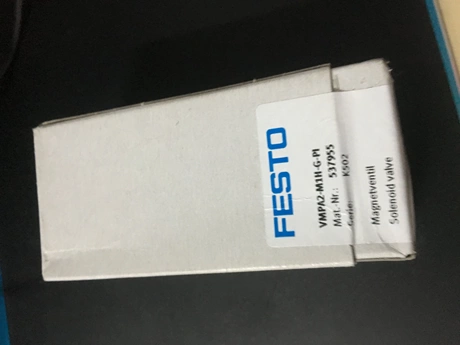 FESTO
VMPA2-M1H-G-PI
Mat.-Nr.: 537955
Serie: K502
Magnetventil
Solenoid valve